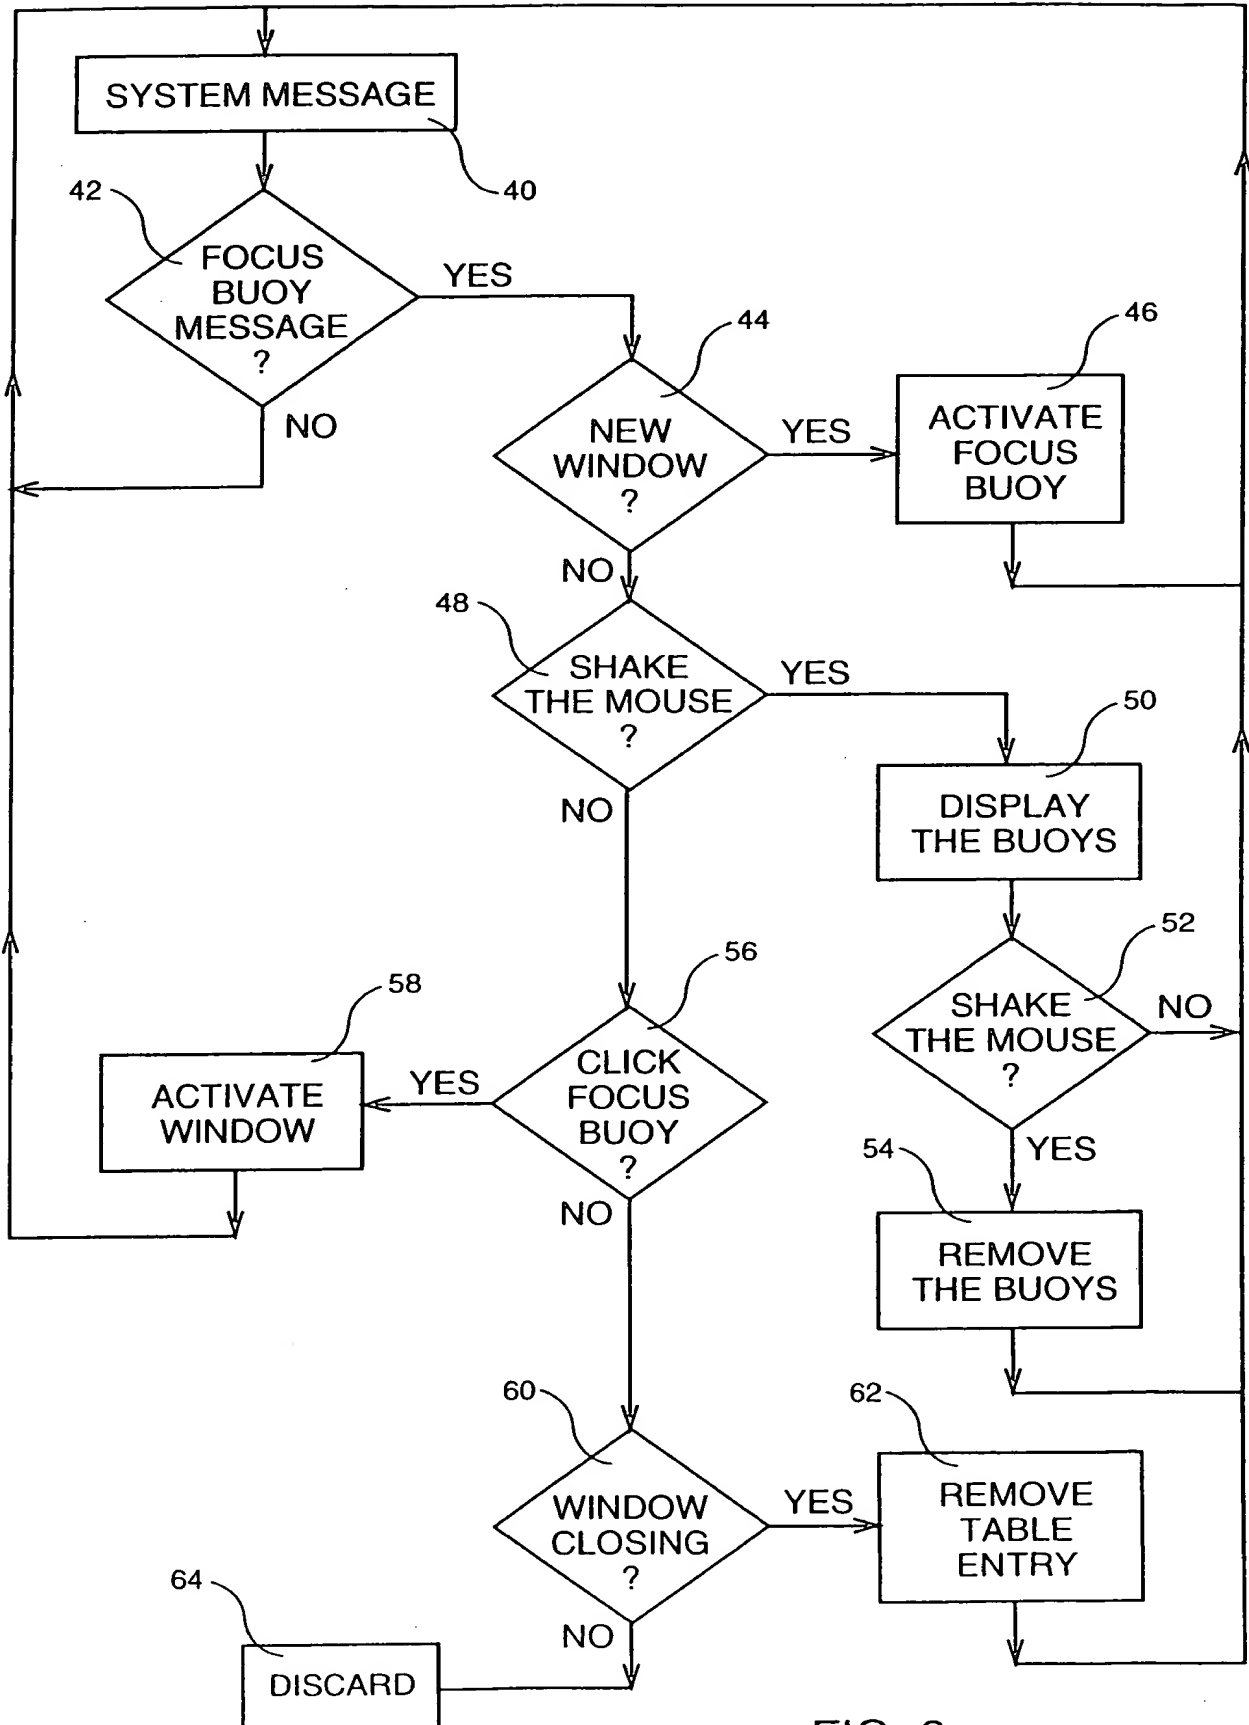 SYSTEM MESSAGE
40
42
FOCUS
BUOY
MESSAGE
?
YES
NO
44
NEW
WINDOW
?
YES
46
ACTIVATE
FOCUS
BUOY
NO
48
SHAKE
THE MOUSE
?
YES
50
DISPLAY
THE BUOYS
NO
52
SHAKE
THE MOUSE
?
NO
YES
54
REMOVE
THE BUOYS
56
CLICK
FOCUS
BUOY
?
YES
58
ACTIVATE
WINDOW
NO
60
WINDOW
CLOSING
?
YES
62
REMOVE
TABLE
ENTRY
NO
64
DISCARD